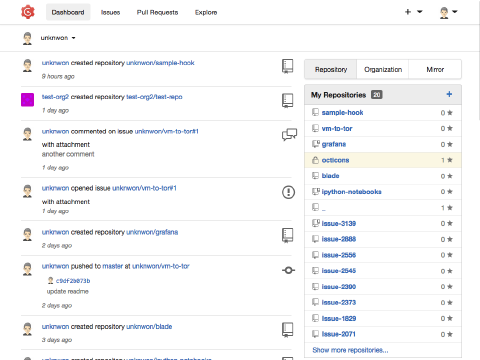 Dashboard Issues Pull Requests Explore
unknwon
unknwon created repository unknwon/sample-hook
9 hours ago
test-org2 created repository test-org2/test-repo
1 day ago
unknwon commented on issue unknwon/vm-to-tor#1
with attachment
another comment
1 day ago
unknwon opened issue unknwon/vm-to-tor#1
with attachment
1 day ago
unknwon created repository unknwon/grafana
2 days ago
unknwon pushed to master at unknwon/vm-to-tor
c9df2b073b
update readme
2 days ago
unknwon created repository unknwon/blade
3 days ago
unknwon created repository unknwon/ipython-notebooks
Repository Organization Mirror
My Repositories 20 +
sample-hook 0
vm-to-tor 0
grafana 0
octicons 1
blade 0
ipython-notebooks 0
_ 1
issue-3139 0
issue-2888 0
issue-2556 0
issue-2545 0
issue-2390 0
issue-2373 0
issue-1829 0
issue-2071 0
Show more repositories...